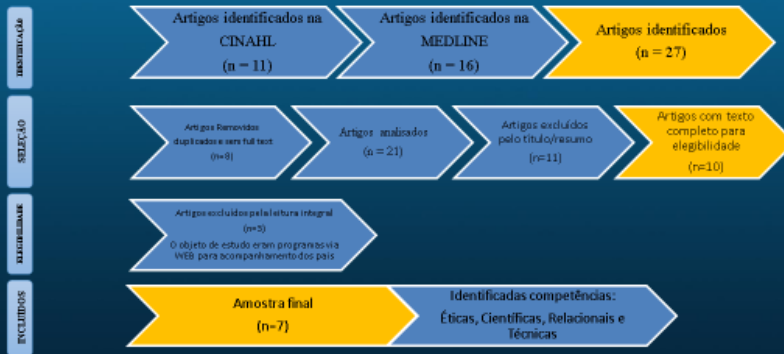 IDENTIFICAÇÃO
Artigos identificados na
CINAHL
(n = 11)
Artigos identificados na
MEDLINE
(n = 16)
Artigos identificados
(n = 27)
SELEÇÃO
Artigos Removidos
duplicados e sem full text
Artigos analisados
(n = 21)
Artigos excluídos
pelo título/resumo
(n=11)
Artigos com texto
completo para
elegibilidade
(n=10)
ELEGIBILIDADE
Artigos excluídos pela leitura integral
O objeto de estudo eram programas via
WEB para acompanhamento dos pais
INCLUÍDOS
Amostra final
(n=7)
Identificadas competências:
Éticas, Científicas, Relacionais e
Técnicas